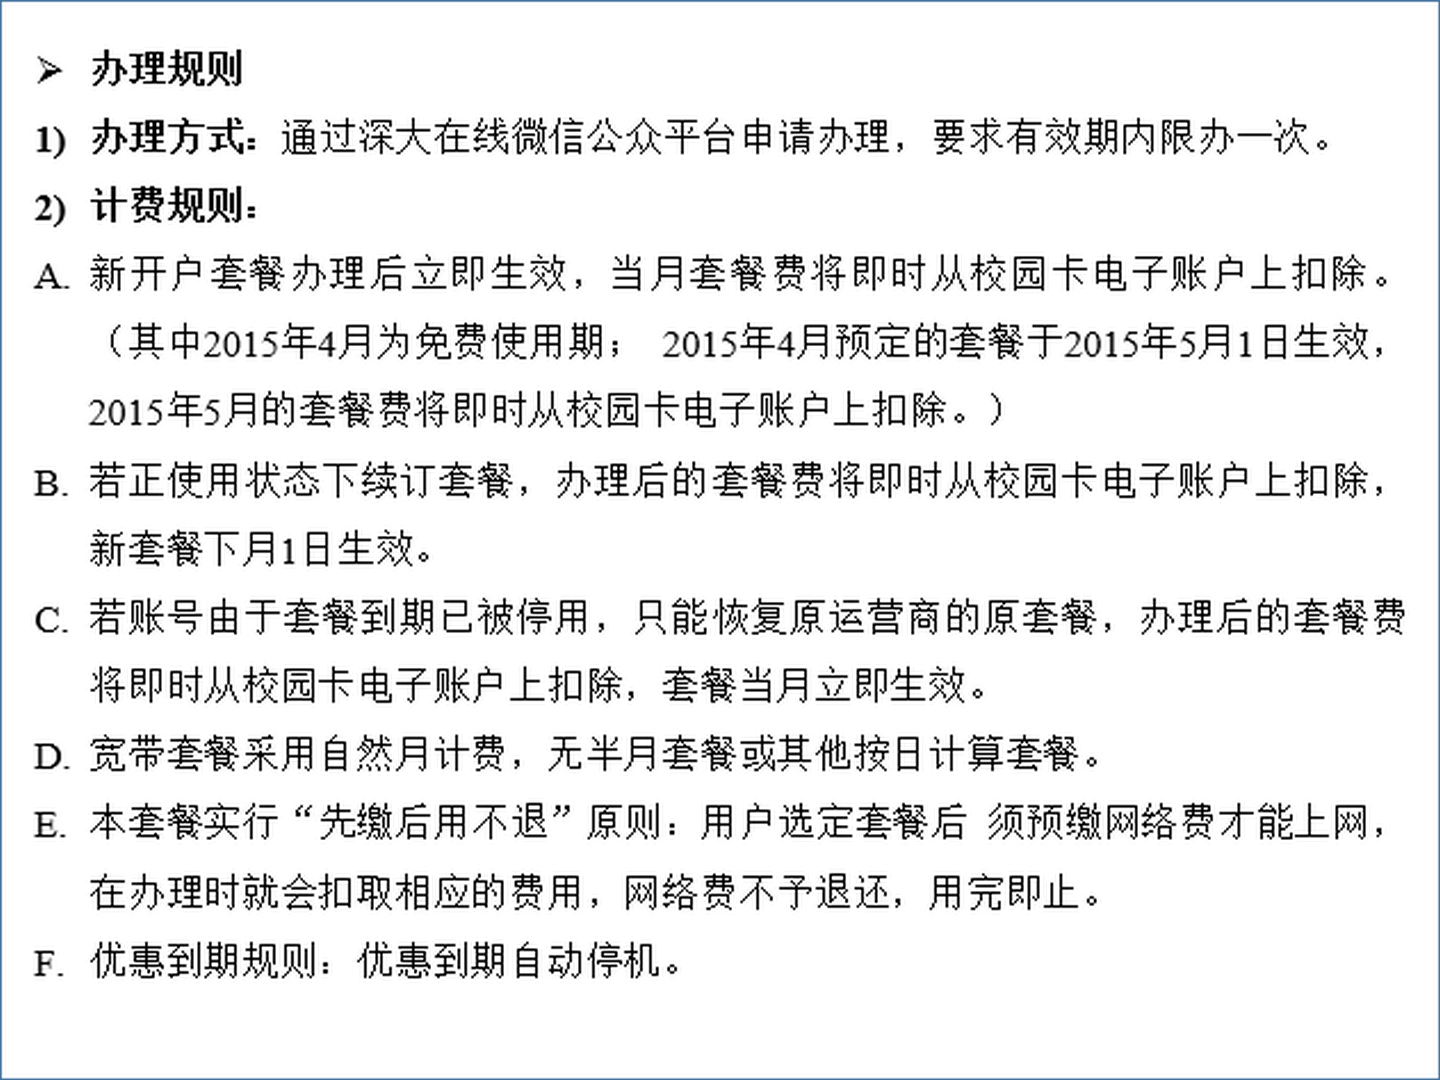 ➢ 办理规则
1) 办理方式：通过深大在线微信公众平台申请办理，要求有效期内限办一次。
2) 计费规则：
A. 新开户套餐办理后立即生效，当月套餐费将即时从校园卡电子账户上扣除。
（其中2015年4月为免费使用期； 2015年4月预定的套餐于2015年5月1日生效，
2015年5月的套餐费将即时从校园卡电子账户上扣除。）
B. 若正使用状态下续订套餐，办理后的套餐费将即时从校园卡电子账户上扣除，
新套餐下月1日生效。
C. 若账号由于套餐到期已被停用，只能恢复原运营商的原套餐，办理后的套餐费
将即时从校园卡电子账户上扣除，套餐当月立即生效。
D. 宽带套餐采用自然月计费，无半月套餐或其他按日计算套餐。
E. 本套餐实行“先缴后用不退”原则：用户选定套餐后 须预缴网络费才能上网，
在办理时就会扣取相应的费用，网络费不予退还，用完即止。
F. 优惠到期规则：优惠到期自动停机。